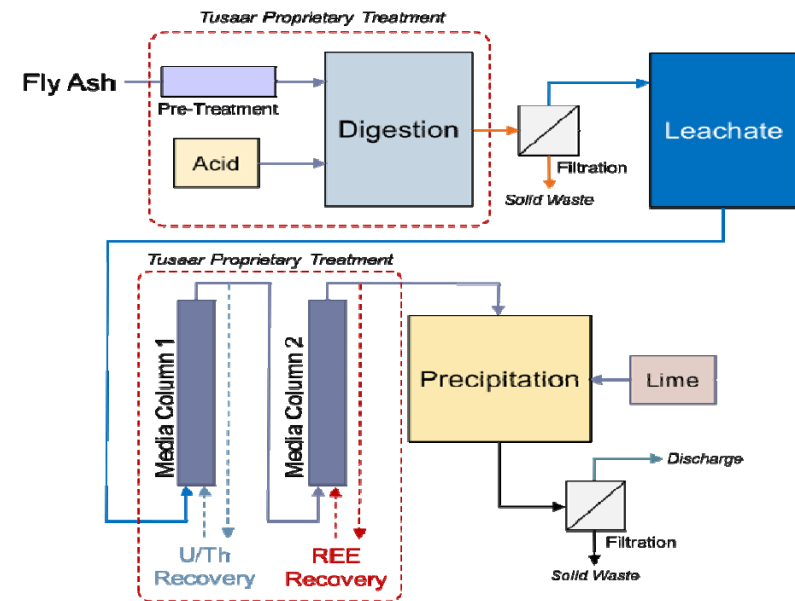 Tusaar Proprietary Treatment
Fly Ash
Pre-Treatment
Acid
Digestion
Filtration
Solid Waste
Leachate
Tusaar Proprietary Treatment
Media Column 1
Media Column 2
U/Th
Recovery
REE
Recovery
Precipitation
Lime
Discharge
Filtration
Solid Waste